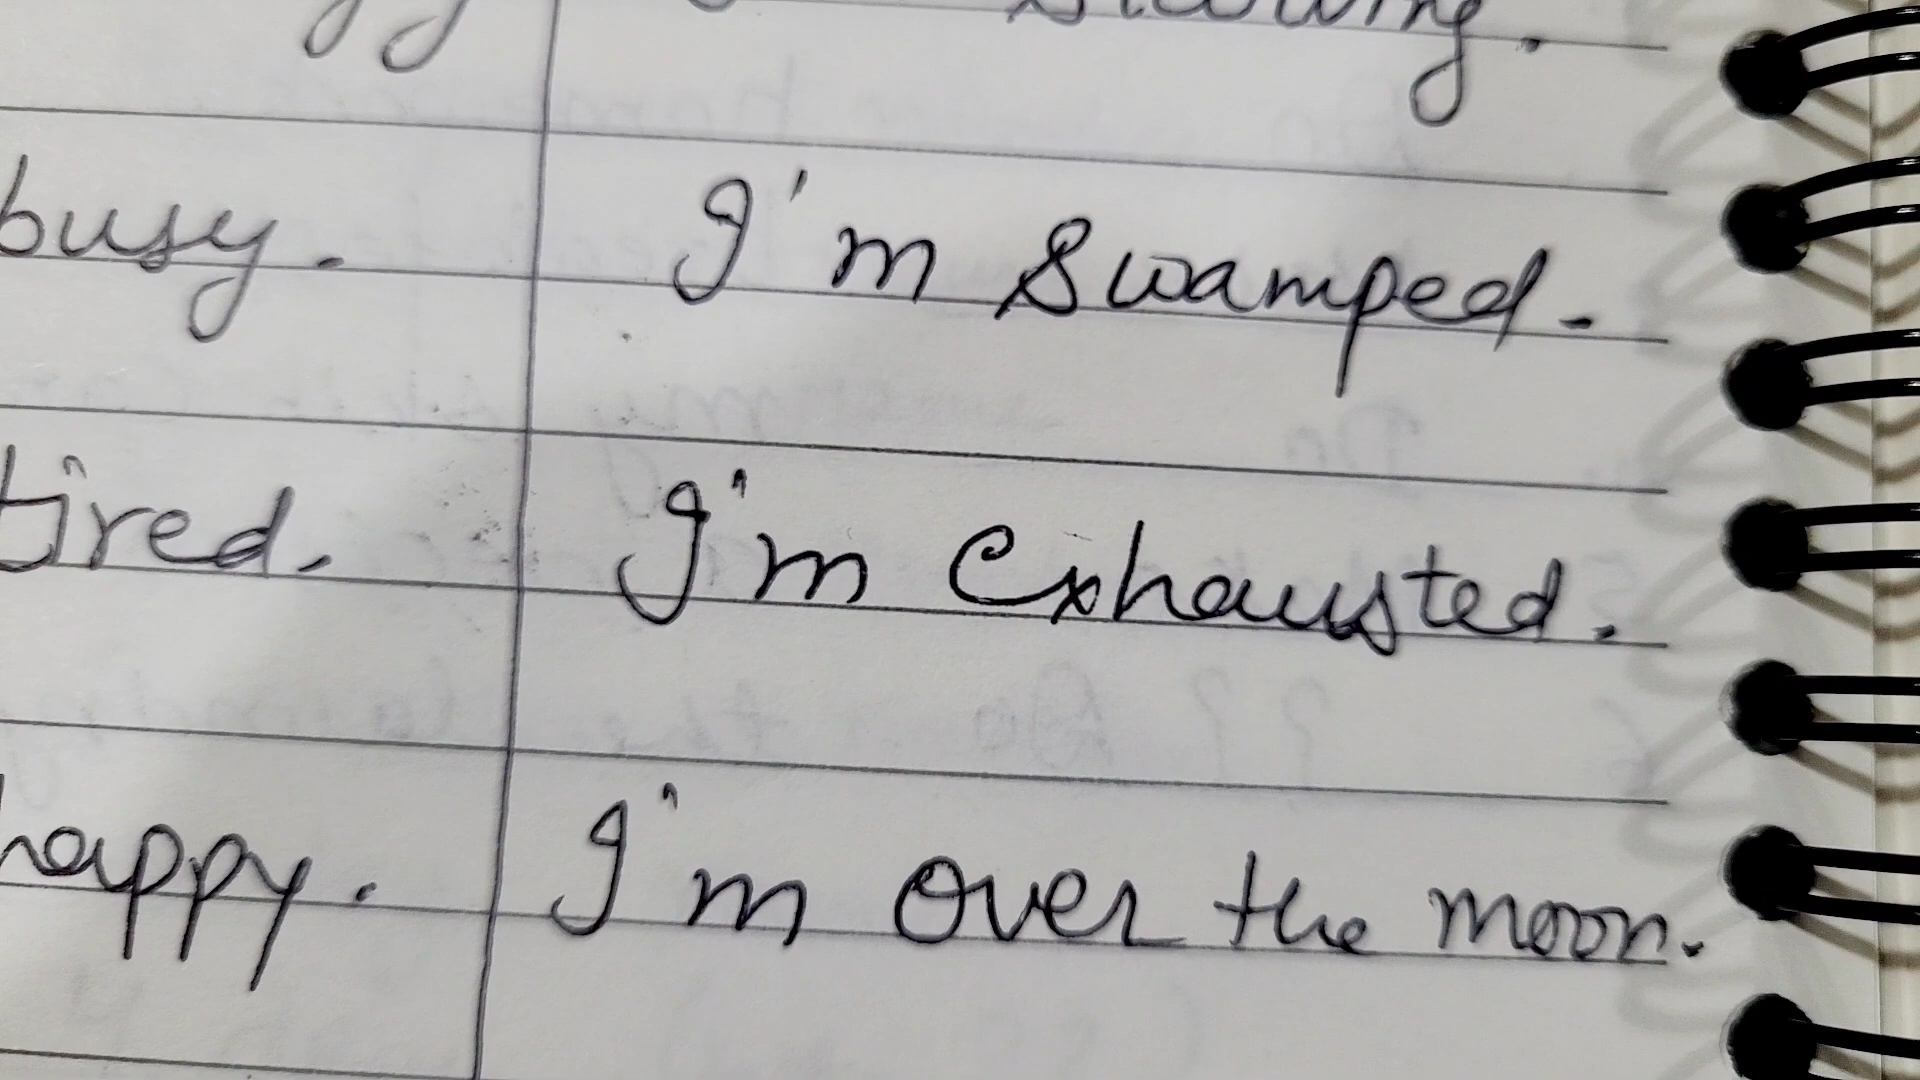 busy. I'm Swamped.
tired. I'm Exhausted.
happy. I'm over the moon.